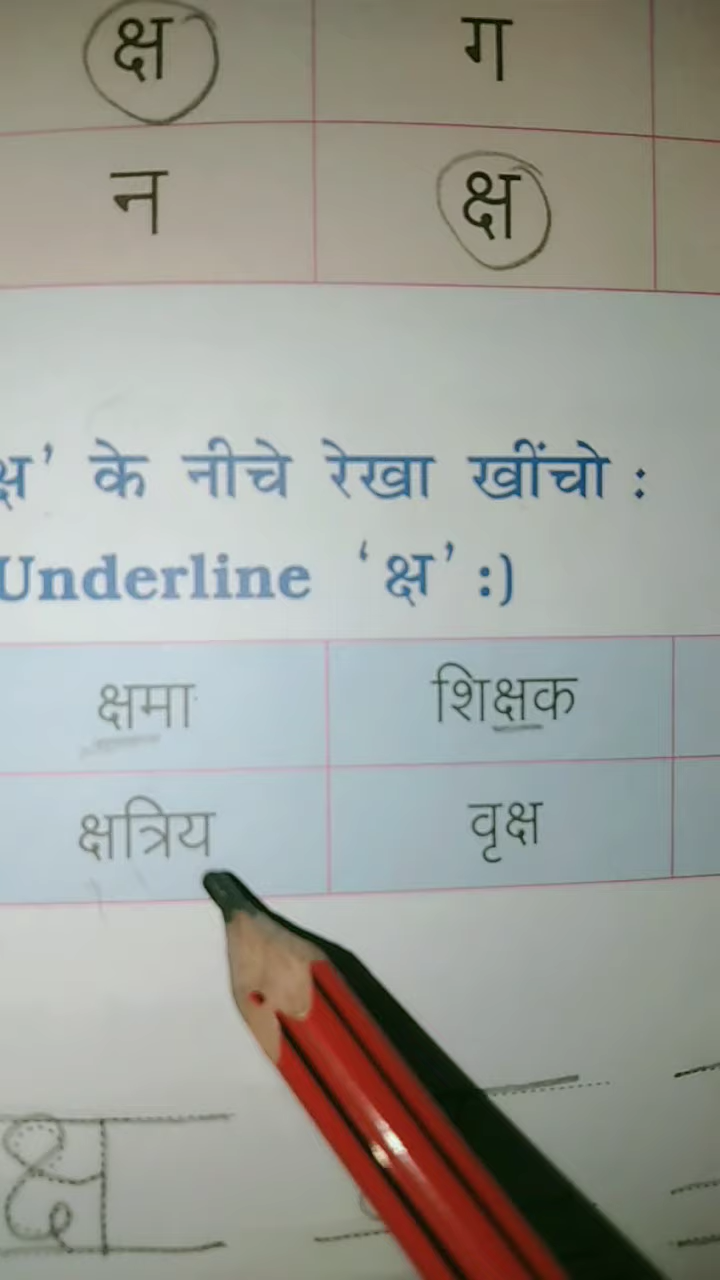 क्ष ग
न क्ष
क्ष’ के नीचे रेखा खींचो :
Underline ‘क्ष’ :)
क्षमा शिक्षक
क्षत्रिय वृक्ष
क्ष